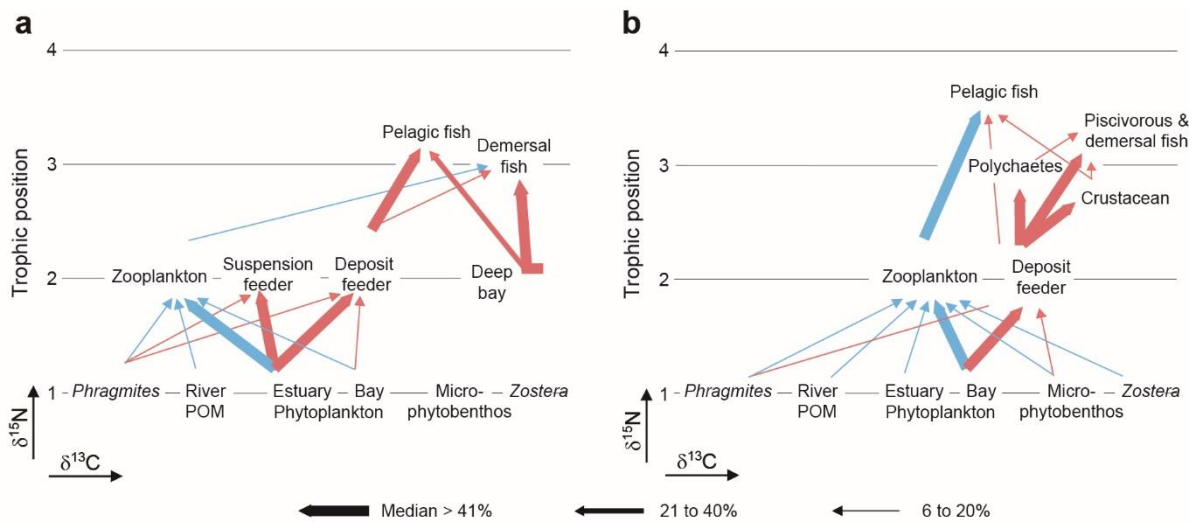 a
4
Pelagic fish
Demersal
fish
3
Trophic position
Zooplankton
Suspension
feeder
Deposit
feeder
Deep
bay
2
1
Phragmites
River
POM
Estuary
Bay
Phytoplankton
Micro-
phytobenthos
Zostera
δ15N
δ13C
b
4
Pelagic fish
Piscivorous &
demersal fish
3
Polychaetes
Crustacean
Trophic position
Zooplankton
Deposit
feeder
2
1
Phragmites
River
POM
Estuary
Bay
Phytoplankton
Micro-
phytobenthos
Zostera
δ15N
δ13C
Median > 41%
21 to 40%
6 to 20%